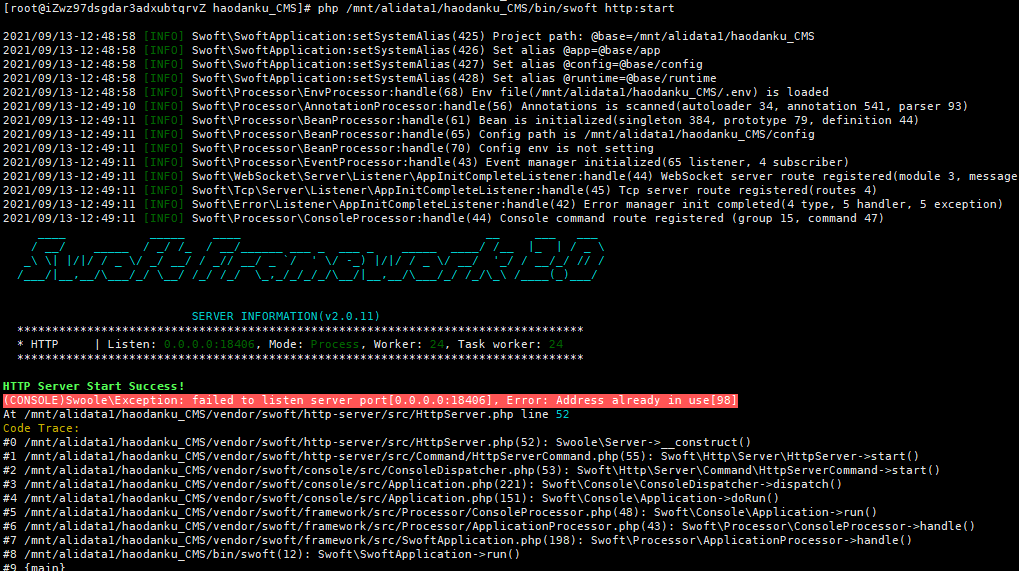 [root@iZwz97dsgdar3adxubtqrvZ haodanku_CMS]# php /mnt/alidata1/haodanku_CMS/bin/swoft http:start
2021/09/13-12:48:58 [INFO] Swoft\SwoftApplication:setSystemAlias(425) Project path: @base=/mnt/alidata1/haodanku_CMS
2021/09/13-12:48:58 [INFO] Swoft\SwoftApplication:setSystemAlias(426) Set alias @app=@base/app
2021/09/13-12:48:58 [INFO] Swoft\SwoftApplication:setSystemAlias(427) Set alias @config=@base/config
2021/09/13-12:48:58 [INFO] Swoft\SwoftApplication:setSystemAlias(428) Set alias @runtime=@base/runtime
2021/09/13-12:48:58 [INFO] Swoft\Processor\EnvProcessor:handle(68) Env file(/mnt/alidata1/haodanku_CMS/.env) is loaded
2021/09/13-12:49:10 [INFO] Swoft\Processor\AnnotationProcessor:handle(56) Annotations is scanned(autoloader 34, annotation 541, parser 93)
2021/09/13-12:49:11 [INFO] Swoft\Processor\BeanProcessor:handle(61) Bean is initialized(singleton 384, prototype 79, definition 44)
2021/09/13-12:49:11 [INFO] Swoft\Processor\BeanProcessor:handle(65) Config path is /mnt/alidata1/haodanku_CMS/config
2021/09/13-12:49:11 [INFO] Swoft\Processor\BeanProcessor:handle(70) Config env is not setting
2021/09/13-12:49:11 [INFO] Swoft\Processor\EventProcessor:handle(43) Event manager initialized(65 listener, 4 subscriber)
2021/09/13-12:49:11 [INFO] Swoft\WebSocket\Server\Listener\AppInitCompleteListener:handle(44) WebSocket server route registered(module 3, message
2021/09/13-12:49:11 [INFO] Swoft\Tcp\Server\Listener\AppInitCompleteListener:handle(45) Tcp server route registered(routes 4)
2021/09/13-12:49:11 [INFO] Swoft\Error\Listener\AppInitCompleteListener:handle(42) Error manager init completed(4 type, 5 handler, 5 exception)
2021/09/13-12:49:11 [INFO] Swoft\Processor\ConsoleProcessor:handle(44) Console command route registered (group 15, command 47)
Swoft Framework 2.0
SERVER INFORMATION(v2.0.11)
*********************************************************************************
* HTTP     | Listen: 0.0.0.0:18406, Mode: Process, Worker: 24, Task worker: 24
*********************************************************************************
HTTP Server Start Success!
(CONSOLE)Swoole\Exception: failed to listen server port[0.0.0.0:18406], Error: Address already in use[98]
At /mnt/alidata1/haodanku_CMS/vendor/swoft/http-server/src/HttpServer.php line 52
Code Trace:
#0 /mnt/alidata1/haodanku_CMS/vendor/swoft/http-server/src/HttpServer.php(52): Swoole\Server->__construct()
#1 /mnt/alidata1/haodanku_CMS/vendor/swoft/http-server/src/Command/HttpServerCommand.php(55): Swoft\Http\Server\HttpServer->start()
#2 /mnt/alidata1/haodanku_CMS/vendor/swoft/console/src/ConsoleDispatcher.php(53): Swoft\Http\Server\Command\HttpServerCommand->start()
#3 /mnt/alidata1/haodanku_CMS/vendor/swoft/console/src/Application.php(221): Swoft\Console\ConsoleDispatcher->dispatch()
#4 /mnt/alidata1/haodanku_CMS/vendor/swoft/console/src/Application.php(151): Swoft\Console\Application->doRun()
#5 /mnt/alidata1/haodanku_CMS/vendor/swoft/framework/src/Processor/ConsoleProcessor.php(48): Swoft\Console\Application->run()
#6 /mnt/alidata1/haodanku_CMS/vendor/swoft/framework/src/Processor/ApplicationProcessor.php(43): Swoft\Processor\ConsoleProcessor->handle()
#7 /mnt/alidata1/haodanku_CMS/vendor/swoft/framework/src/SwoftApplication.php(198): Swoft\Processor\ApplicationProcessor->handle()
#8 /mnt/alidata1/haodanku_CMS/bin/swoft(12): Swoft\SwoftApplication->run()
#9 {main}